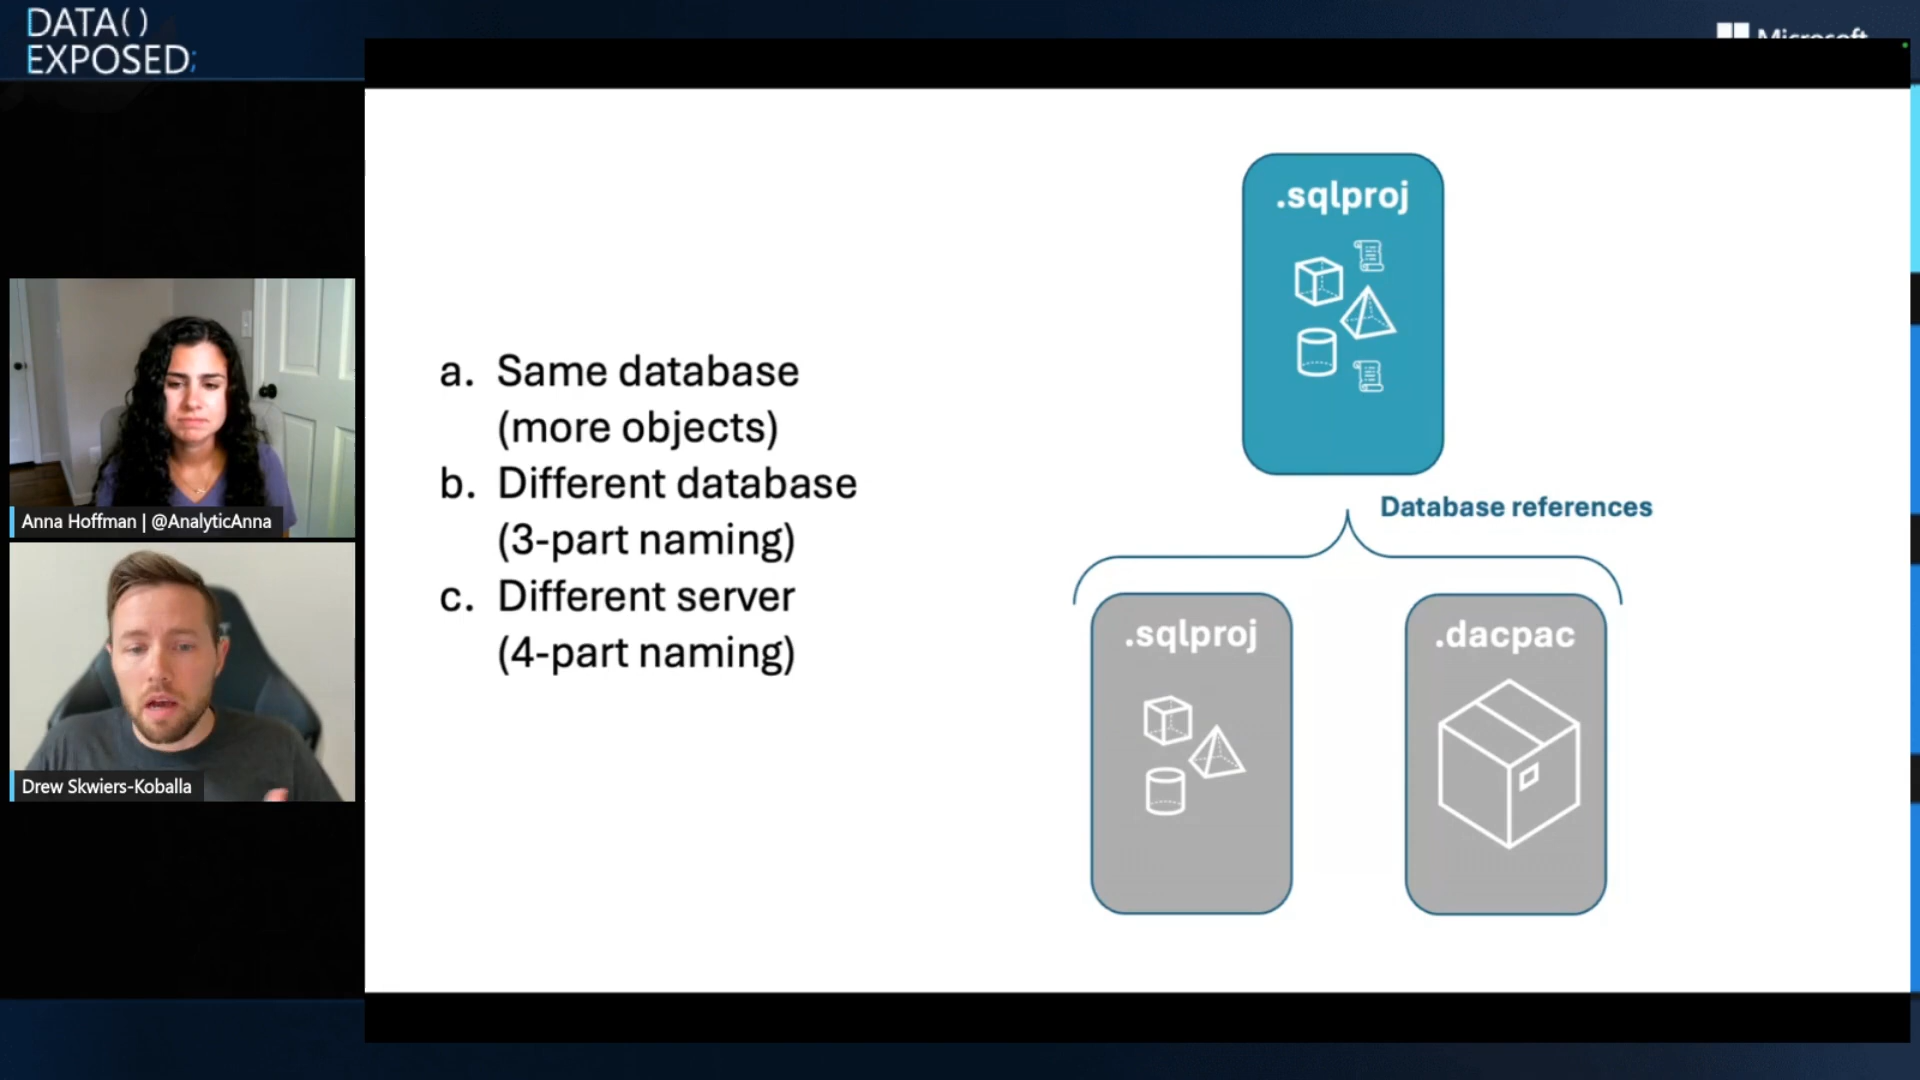 DATA()
EXPOSED;
Microsoft
.sqlproj
a. Same database
(more objects)
b. Different database
(3-part naming)
c. Different server
(4-part naming)
Database references
.sqlproj
.dacpac
Anna Hoffman | @AnalyticAnna
Drew Skwiers-Koballa